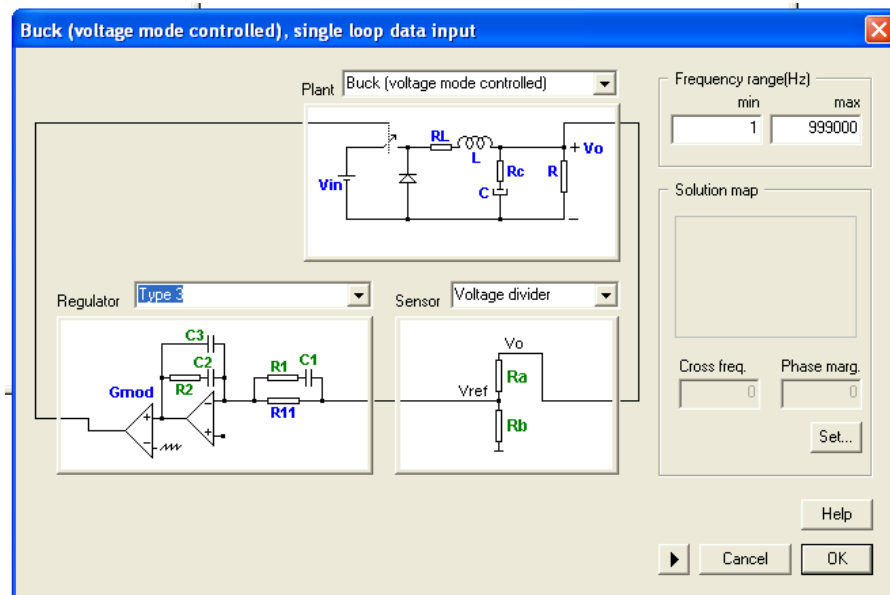 Buck (voltage mode controlled), single loop data input
Plant Buck (voltage mode controlled)
RL
L
+ Vo
Rc
R
Vin
C
−
Frequency range(Hz)
min max
1 999000
Solution map
Regulator Type 3
Sensor Voltage divider
C3
C2
R2
R1 C1
R11
Gmod
+
−
−
+
Vo
Ra
Vref
Rb
Cross freq. Phase marg.
0 0
Set...
Help
Cancel OK